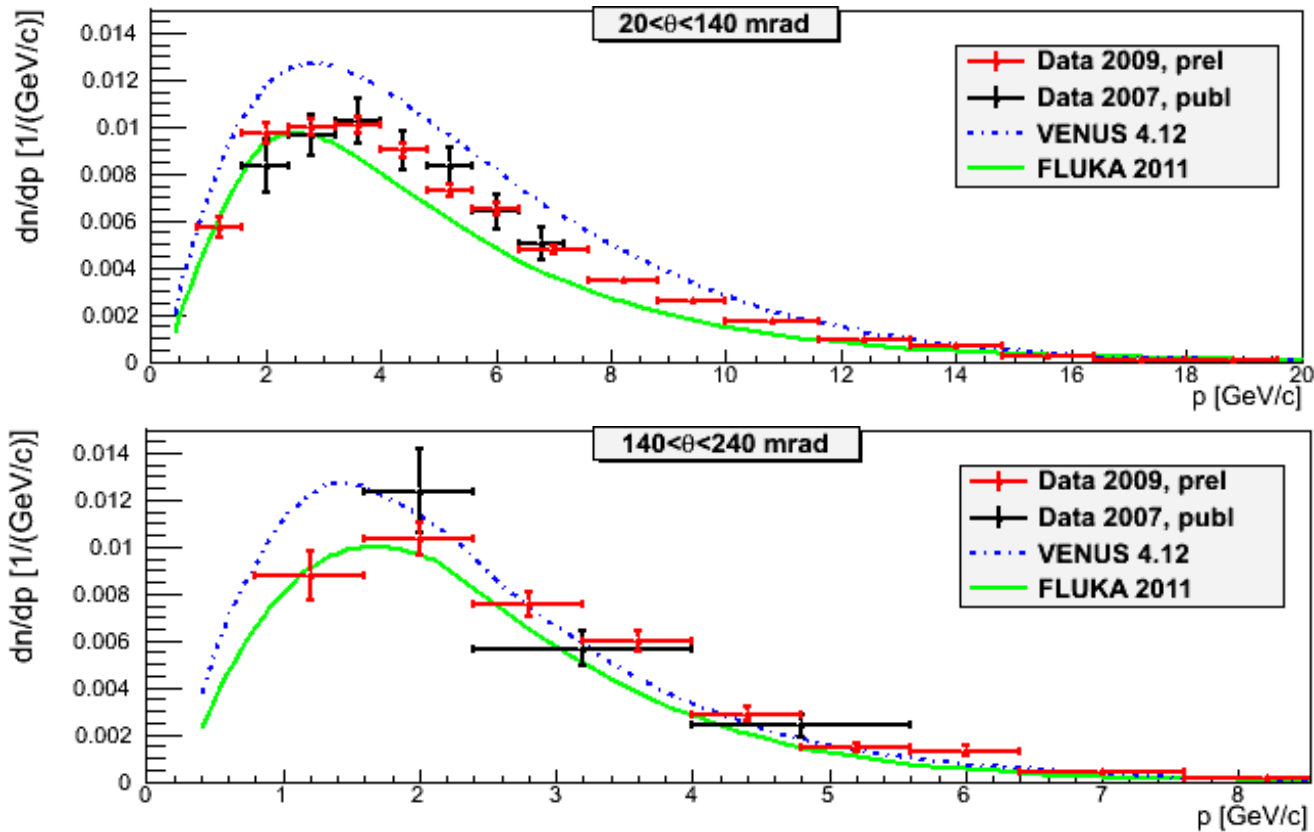 20<θ<140 mrad
dn/dp [1/(GeV/c)]
0.014
0.012
0.01
0.008
0.006
0.004
0.002
0
Data 2009, prel
Data 2007, publ
VENUS 4.12
FLUKA 2011
0 2 4 6 8 10 12 14 16 18 20
p [GeV/c]
140<θ<240 mrad
dn/dp [1/(GeV/c)]
0.014
0.012
0.01
0.008
0.006
0.004
0.002
0
Data 2009, prel
Data 2007, publ
VENUS 4.12
FLUKA 2011
0 1 2 3 4 5 6 7 8
p [GeV/c]